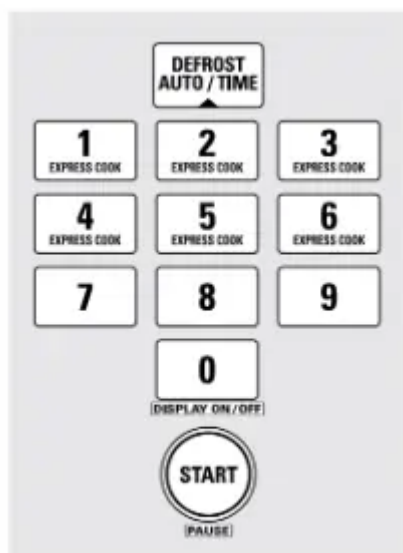 DEFROST
AUTO / TIME
1 2 3
EXPRESS COOK EXPRESS COOK EXPRESS COOK
4 5 6
EXPRESS COOK EXPRESS COOK EXPRESS COOK
7 8 9
0
[DISPLAY ON/OFF]
START
[PAUSE]